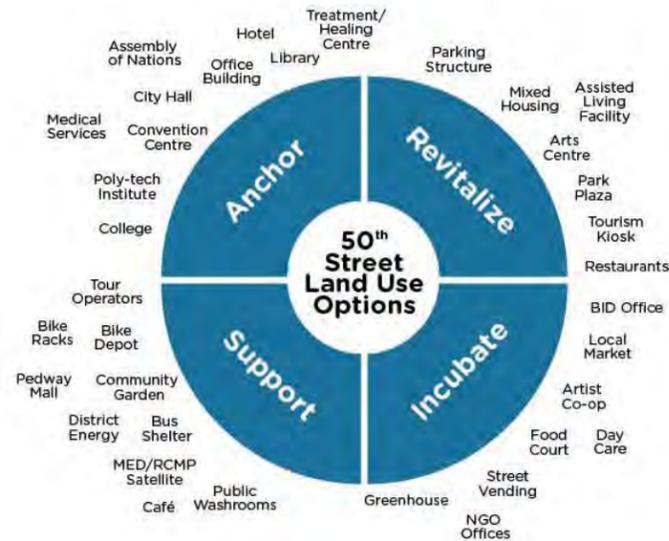 Treatment/
Healing
Centre
Hotel
Library
Assembly
of Nations
Office
Building
City Hall
Medical
Services
Convention
Centre
Poly-tech
Institute
College
Anchor
Parking
Structure
Mixed
Housing
Assisted
Living
Facility
Arts
Centre
Park
Plaza
Tourism
Kiosk
Restaurants
Revitalize
50th
Street
Land Use
Options
Tour
Operators
Bike
Racks
Bike
Depot
Pedway
Mall
Community
Garden
District
Energy
Bus
Shelter
MED/RCMP
Satellite
Café
Public
Washrooms
Support
BID Office
Local
Market
Artist
Co-op
Food
Court
Day
Care
Street
Vending
Greenhouse
NGO
Offices
Incubate